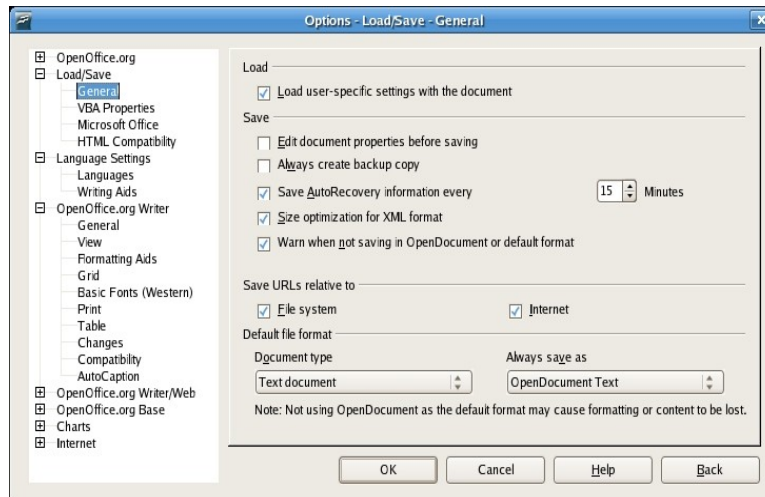 Options - Load/Save - General
OpenOffice.org
Load/Save
General
VBA Properties
Microsoft Office
HTML Compatibility
Language Settings
Languages
Writing Aids
OpenOffice.org Writer
General
View
Formatting Aids
Grid
Basic Fonts (Western)
Print
Table
Changes
Compatibility
AutoCaption
OpenOffice.org Writer/Web
OpenOffice.org Base
Charts
Internet
Load
Load user-specific settings with the document
Save
Edit document properties before saving
Always create backup copy
Save AutoRecovery information every 15 Minutes
Size optimization for XML format
Warn when not saving in OpenDocument or default format
Save URLs relative to
File system Internet
Default file format
Document type Always save as
Text document OpenDocument Text
Note: Not using OpenDocument as the default format may cause formatting or content to be lost.
OK Cancel Help Back